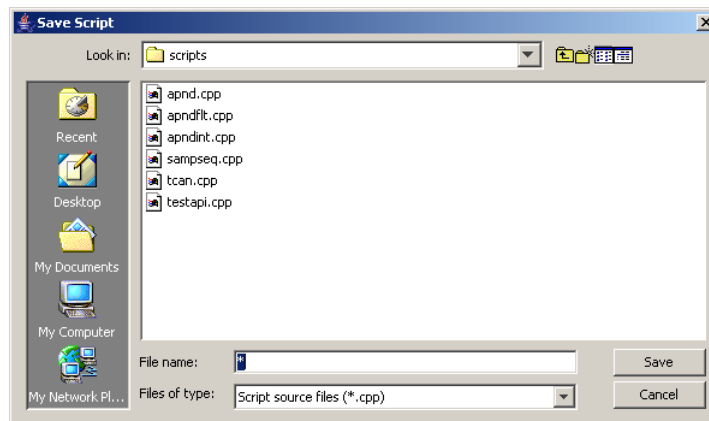 Save Script
Look in: scripts
Recent
Desktop
My Documents
My Computer
My Network Pl...
apnd.cpp
apndflt.cpp
apndint.cpp
sampseq.cpp
tcan.cpp
testapi.cpp
File name: * Save
Files of type: Script source files (*.cpp) Cancel